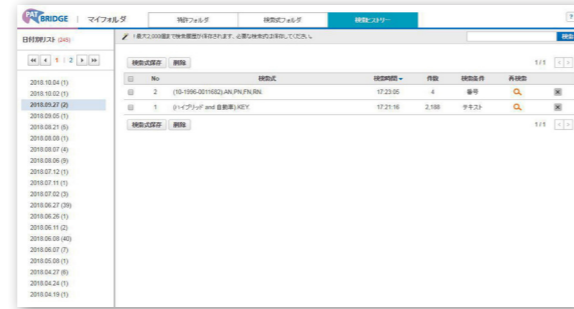 PAT BRIDGE マイフォルダ 特許フォルダ 検索式フォルダ 検索ヒストリー
日付別リスト (245)
最大2,000個まで検索履歴が保存されます。必要な検索式は保存してください。 検索
1 | 2
検索式保存 削除 1 / 1
No 検索式 検索時間 件数 検索条件 再検索
2 (10-1996-0011682).AN,PN,FN,RN. 17:23:05 4 番号
1 (ハイブリッド and 自動車).KEY. 17:21:16 2,188 テキスト
検索式保存 削除 1 / 1
2018.10.04 (1)
2018.10.02 (1)
2018.09.27 (2)
2018.09.05 (1)
2018.08.21 (6)
2018.08.08 (1)
2018.08.07 (4)
2018.08.06 (9)
2018.07.12 (1)
2018.07.11 (1)
2018.07.02 (3)
2018.06.27 (39)
2018.06.26 (1)
2018.06.11 (2)
2018.06.08 (40)
2018.06.07 (7)
2018.05.08 (1)
2018.04.27 (6)
2018.04.24 (1)
2018.04.19 (1)